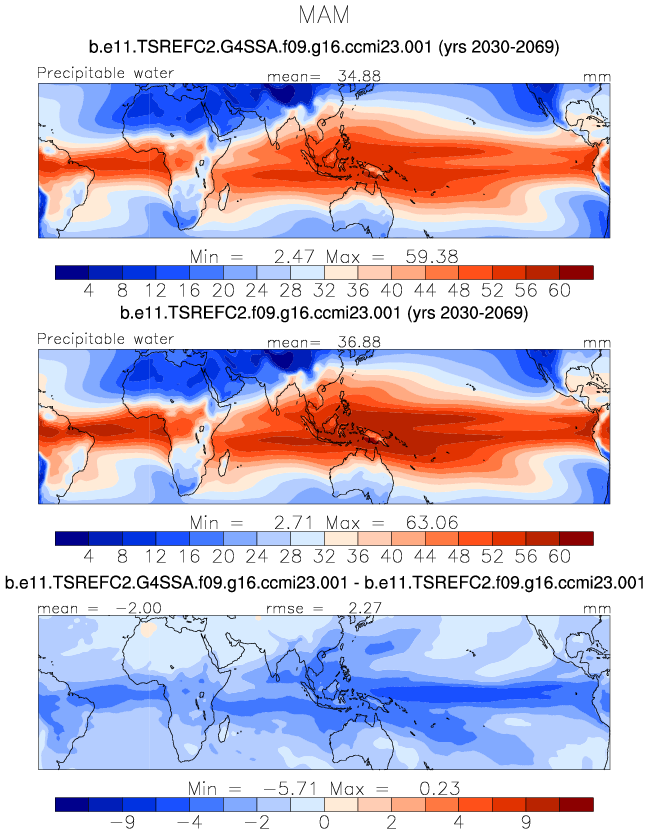 MAM
b.e11.TSREFC2.G4SSA.f09.g16.ccmi23.001 (yrs 2030-2069)
Precipitable water mean= 34.88 mm
Min = 2.47 Max = 59.38
4 8 12 16 20 24 28 32 36 40 44 48 52 56 60
b.e11.TSREFC2.f09.g16.ccmi23.001 (yrs 2030-2069)
Precipitable water mean= 36.88 mm
Min = 2.71 Max = 63.06
4 8 12 16 20 24 28 32 36 40 44 48 52 56 60
b.e11.TSREFC2.G4SSA.f09.g16.ccmi23.001 - b.e11.TSREFC2.f09.g16.ccmi23.001
mean = −2.00 rmse = 2.27 mm
Min = −5.71 Max = 0.23
−9 −4 −2 0 2 4 9